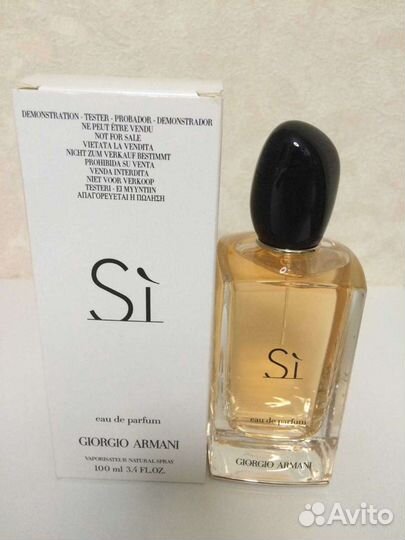 DEMONSTRATION - TESTER - PROBADOR - DEMONSTRADOR
NE PEUT ÊTRE VENDU
NOT FOR SALE
VIETATA LA VENDITA
NICHT ZUM VERKAUF BESTIMMT
PROHIBIDA SU VENTA
VENDA INTERDITA
NIET VOOR VERKOOP
TESTERI - EI MYYNTIIN
ΑΠΑΓΟΡΕΥΕΤΑΙ Η ΠΩΛΗΣΗ
Sì
eau de parfum
GIORGIO ARMANI
VAPORISATEUR NATURAL SPRAY
100 ml 3.4 FL.OZ.
Sì
eau de parfum
GIORGIO ARMANI
Avito